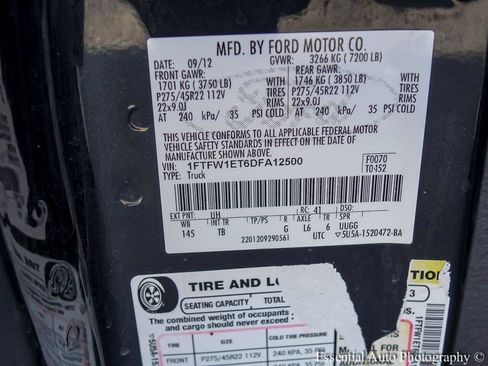 MFD. BY FORD MOTOR CO.
09/12 GVWR: 3266 KG ( 7200 LB)
FRONT GAWR: REAR GAWR:
1701 KG ( 3750 LB) 1746 KG ( 3850 LB)
P275/45R22 112V TIRES P275/45R22 112V
22x9.0J RIMS 22x9.0J
AT 240 kPa/ 35 PSI COLD AT 240 kPa/ 35 PSI COLD
THIS VEHICLE CONFORMS TO ALL APPLICABLE FEDERAL MOTOR
VEHICLE SAFETY STANDARDS IN EFFECT ON THE DATE OF
MANUFACTURE SHOWN ABOVE.
VIN: 1FTFW1ET6DFA12500
TYPE: Truck
F0070
T0452
EXT PNT: UH RC: 41 DSO:
WB INT TR TP/PS R AX TR SPR
145 TB G L6 6 UUGG
2201209290561 UTC 5U5A-1520472-BA
TIRE AND
SEATING CAPACITY TOTAL
The combined weight of occupants
and cargo should never exceed
TIRE SIZE COLD TIRE PRESSURE
FRONT P275/45R22 112V 240 KPA, 35 PSI
Essential Auto Photography ©